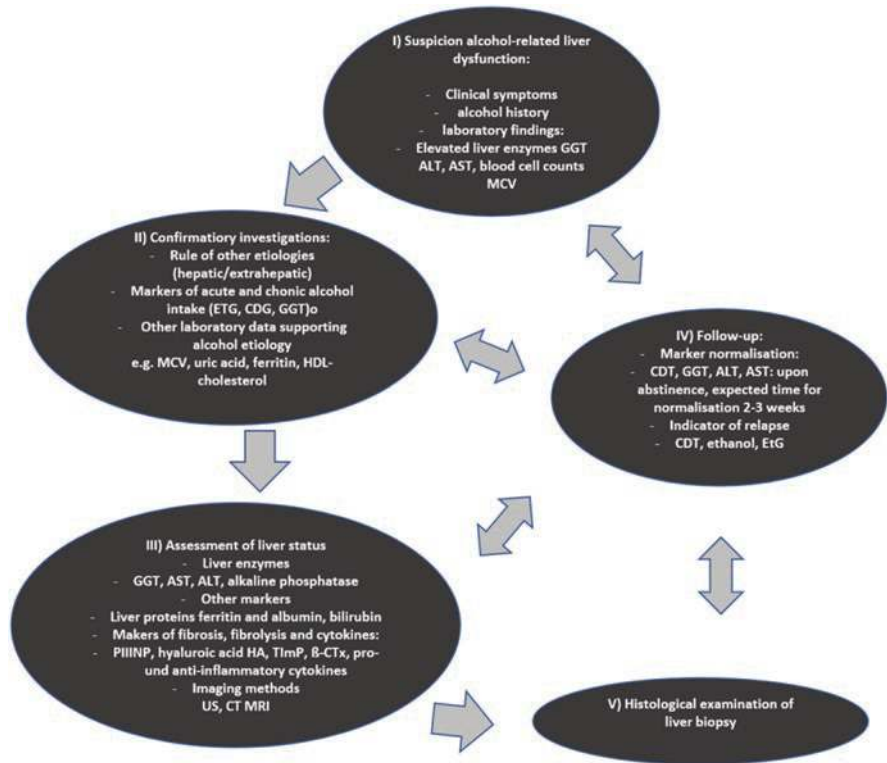 I) Suspicion alcohol-related liver
dysfunction:
- Clinical symptoms
- alcohol history
- laboratory findings:
- Elevated liver enzymes GGT
ALT, AST, blood cell counts
MCV
II) Confirmatiory investigations:
- Rule of other etiologies
(hepatic/extrahepatic)
- Markers of acute and chonic alcohol
intake (ETG, CDG, GGT)o
- Other laboratory data supporting
alcohol etiology
e.g. MCV, uric acid, ferritin, HDL-
cholesterol
III) Assessment of liver status
- Liver enzymes
- GGT, AST, ALT, alkaline phosphatase
- Other markers
- Liver proteins ferritin and albumin, bilirubin
- Makers of fibrosis, fibrolysis and cytokines:
- PIIINP, hyaluroic acid HA, TImP, ß-CTx, pro-
und anti-inflammatory cytokines
- Imaging methods
US, CT MRI
IV) Follow-up:
- Marker normalisation:
- CDT, GGT, ALT, AST: upon
abstinence, expected time for
normalisation 2-3 weeks
- Indicator of relapse
- CDT, ethanol, EtG
V) Histological examination of
liver biopsy